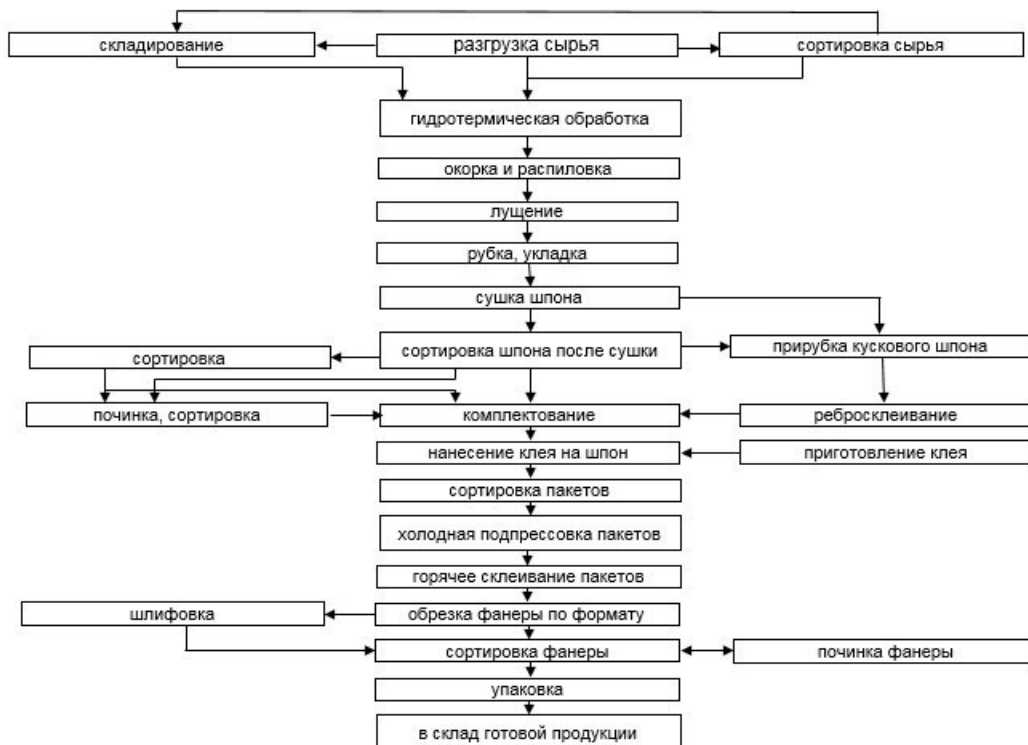 складирование
разгрузка сырья
сортировка сырья
гидротермическая обработка
окорка и распиловка
лущение
рубка, укладка
сушка шпона
сортировка
сортировка шпона после сушки
прирубка кускового шпона
починка, сортировка
комплектование
ребросклеивание
нанесение клея на шпон
приготовление клея
сортировка пакетов
холодная подпрессовка пакетов
горячее склеивание пакетов
шлифовка
обрезка фанеры по формату
сортировка фанеры
починка фанеры
упаковка
в склад готовой продукции